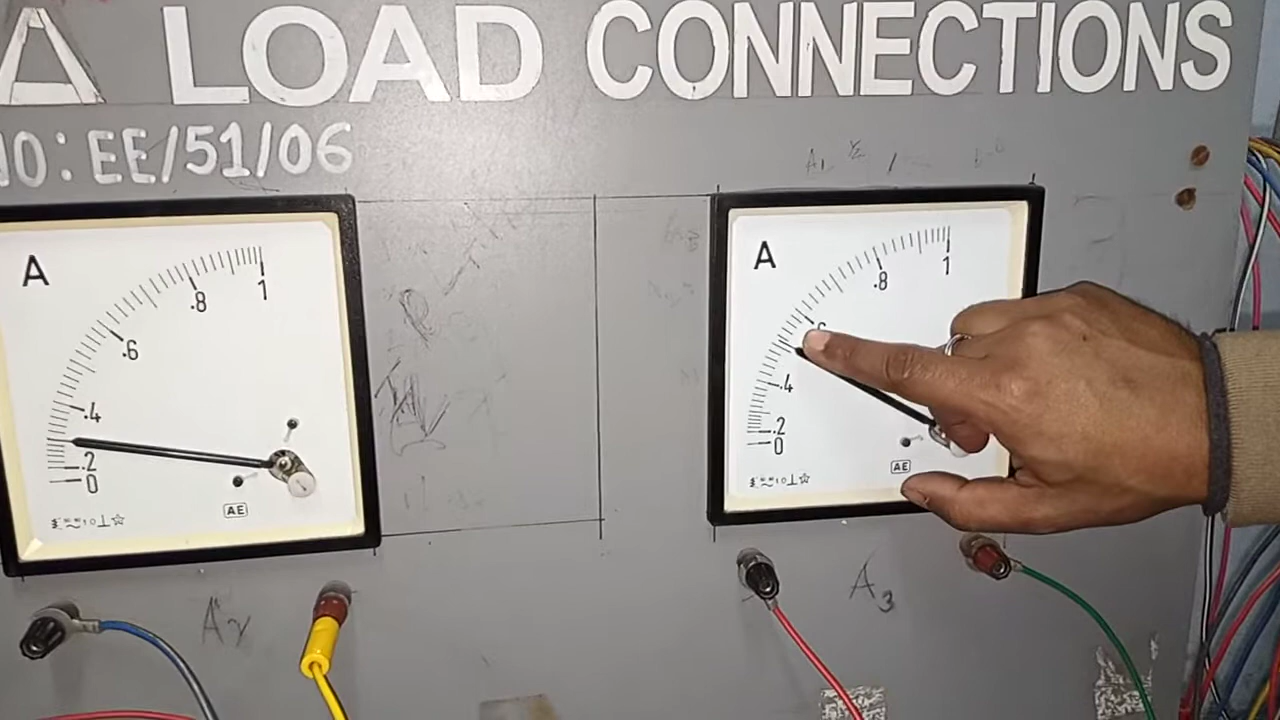 Δ LOAD CONNECTIONS
NO: EE/51/06
A
1
.8
.6
.4
.2
0
AE
A
1
.8
.4
.2
0
AE
A2
A3